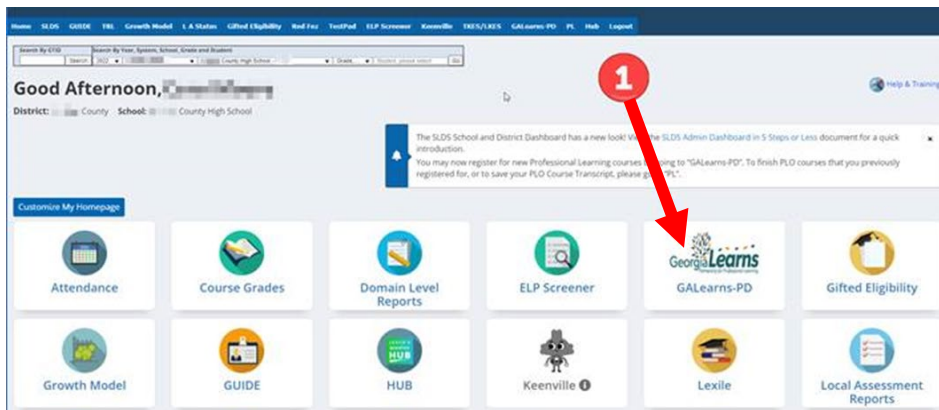 Home SLDS GUIDE TRL Growth Model L A Status Gifted Eligibility Red Fez TestPad ELP Screener Keenville TKES/LKES GALearns-PD PL Hub Logout
Search By GTID Search By Year, System, School, Grade and Student
Search 2022 County High School Grade.. Student, please select GO
Good Afternoon,
Help & Training
District: County School: County High School
1
The SLDS School and District Dashboard has a new look! View the SLDS Admin Dashboard in 5 Steps or Less document for a quick
introduction.
You may now register for new Professional Learning courses by going to "GALearns-PD". To finish PLO courses that you previously
registered for, or to save your PLO Course Transcript, please go to "PL".
Customize My Homepage
Georgia Learns
Attendance
Course Grades
Domain Level
Reports
ELP Screener
GALearns-PD
Gifted Eligibility
HUB
Growth Model
GUIDE
HUB
Keenville
Lexile
Local Assessment
Reports